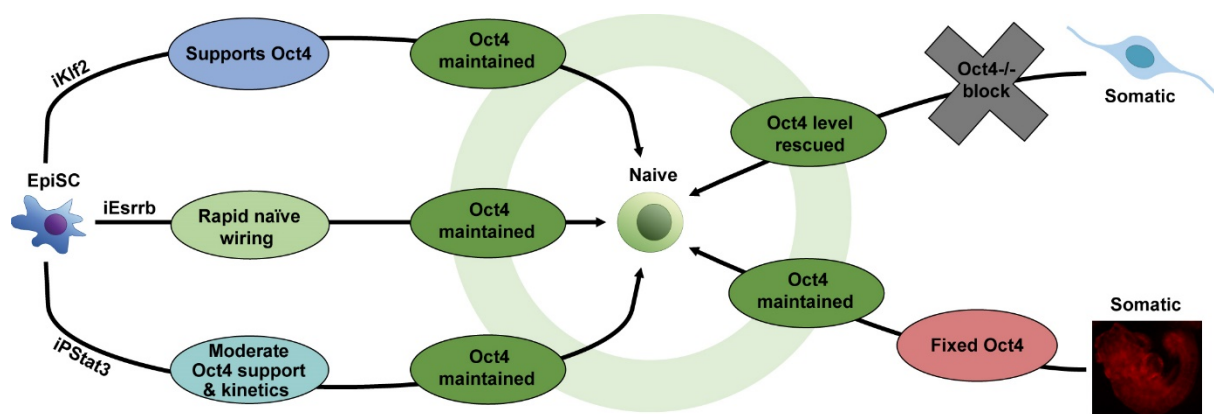 iKlf2
Supports Oct4
Oct4
maintained
EpiSC
iEsrrb
Rapid naïve
wiring
Oct4
maintained
iPStat3
Moderate
Oct4 support
& kinetics
Oct4
maintained
Naive
Oct4 level
rescued
Oct4-/-
block
Somatic
Oct4
maintained
Fixed Oct4
Somatic